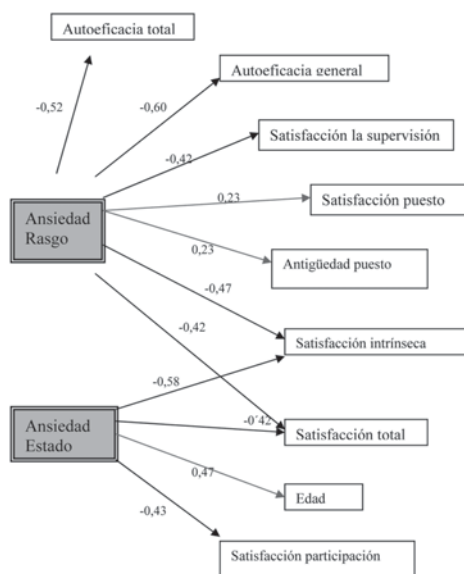 Autoeficacia total
-0,52
Autoeficacia general
-0,60
Satisfacción la supervisión
-0,42
Ansiedad
Rasgo
0,23
Satisfacción puesto
0,23
Antigüedad puesto
-0,47
-0,42
Satisfacción intrínseca
-0,58
Ansiedad
Estado
-0´42
Satisfacción total
0,47
Edad
-0,43
Satisfacción participación